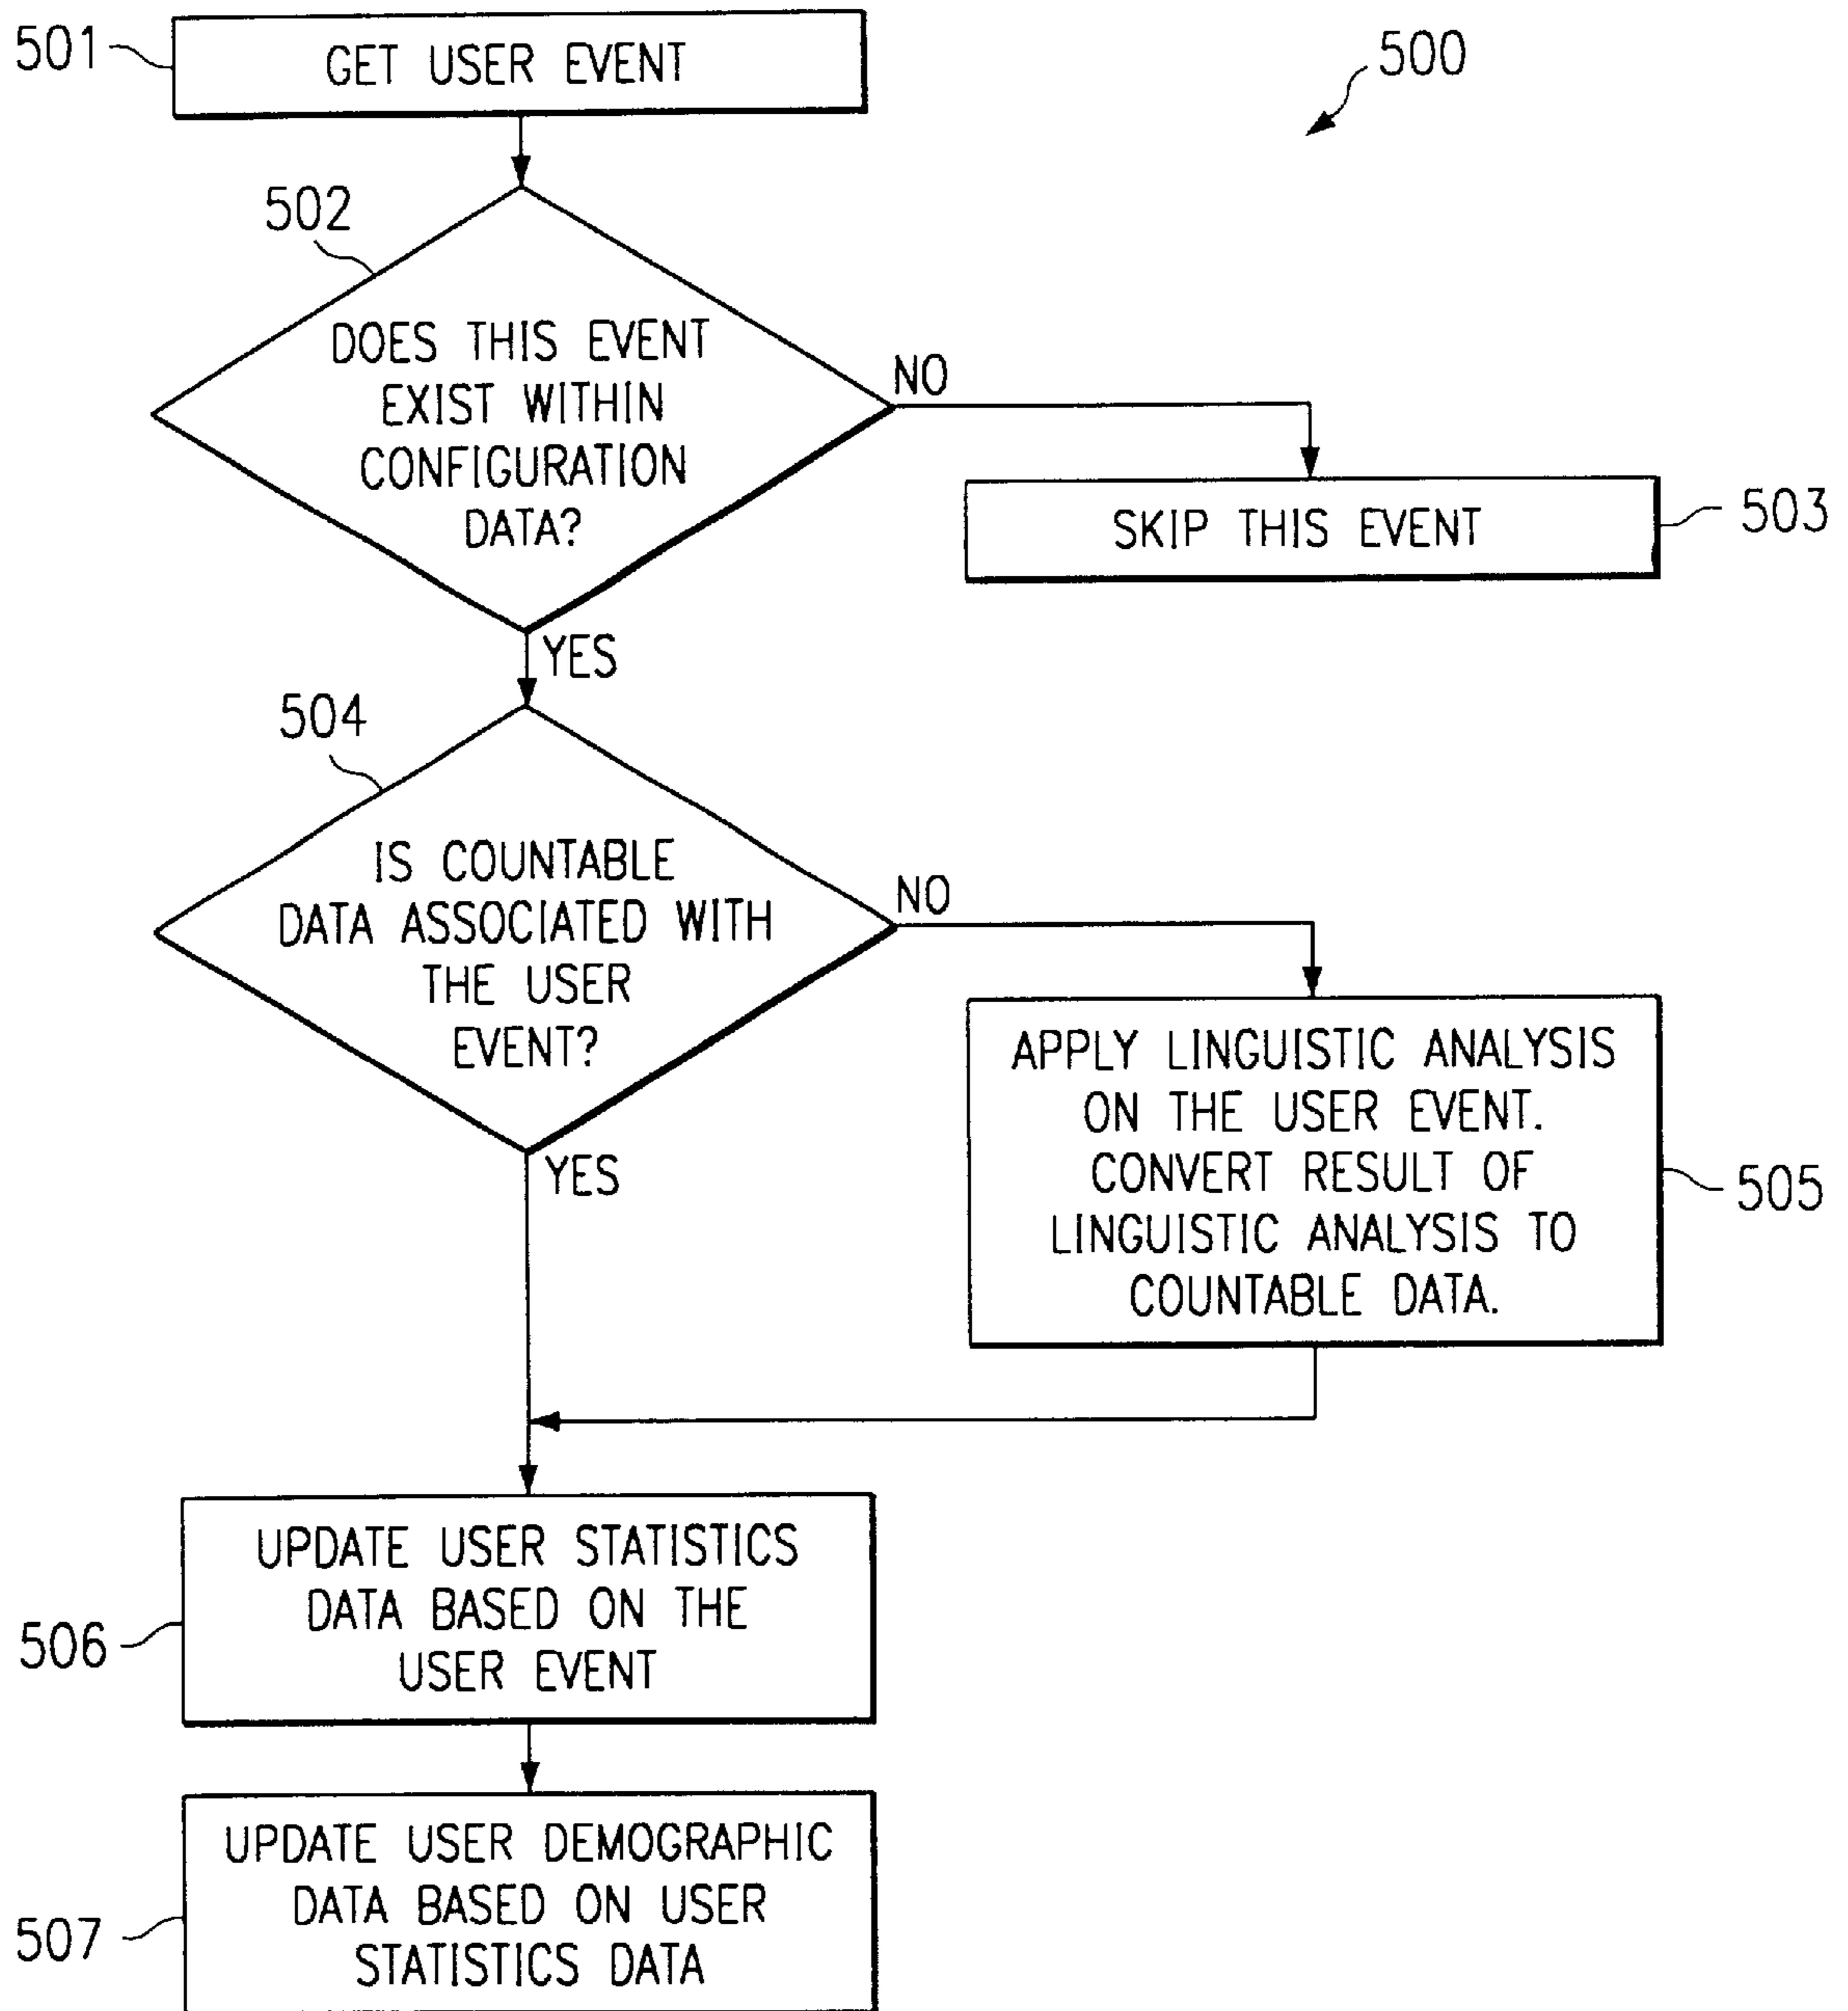 501
GET USER EVENT
500
502
DOES THIS EVENT
EXIST WITHIN
CONFIGURATION
DATA?
NO
SKIP THIS EVENT
503
YES
504
IS COUNTABLE
DATA ASSOCIATED WITH
THE USER
EVENT?
NO
APPLY LINGUISTIC ANALYSIS
ON THE USER EVENT.
CONVERT RESULT OF
LINGUISTIC ANALYSIS TO
COUNTABLE DATA.
505
YES
506
UPDATE USER STATISTICS
DATA BASED ON THE
USER EVENT
507
UPDATE USER DEMOGRAPHIC
DATA BASED ON USER
STATISTICS DATA